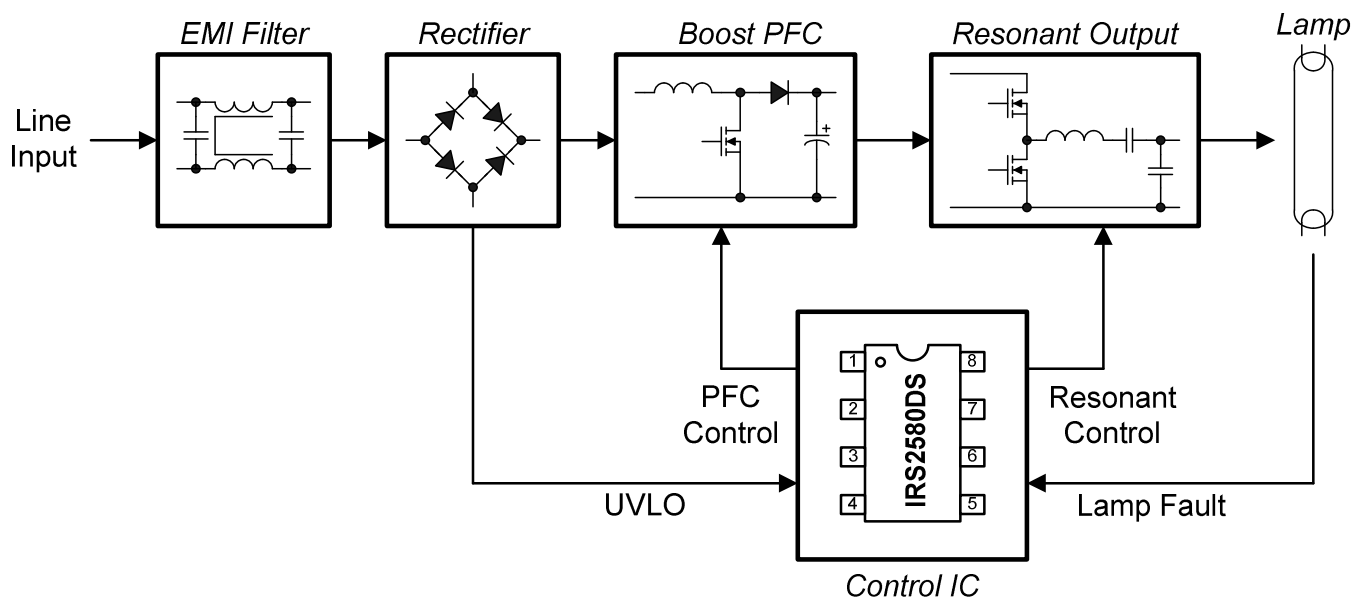 EMI Filter
Rectifier
Boost PFC
Resonant Output
Lamp
Line
Input
+
PFC
Control
Resonant
Control
1
2
3
4
8
7
6
5
IRS2580DS
UVLO
Lamp Fault
Control IC